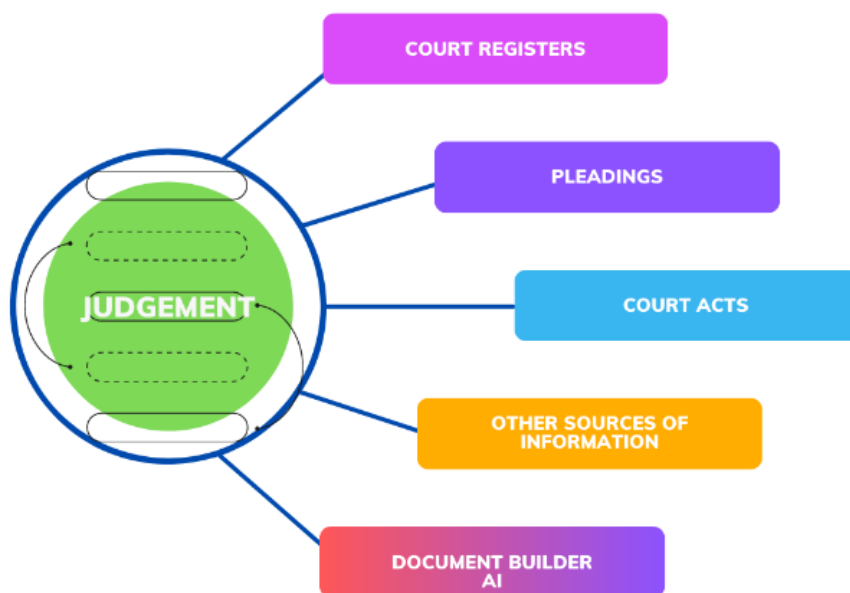 COURT REGISTERS
PLEADINGS
JUDGEMENT
COURT ACTS
OTHER SOURCES OF
INFORMATION
DOCUMENT BUILDER
AI